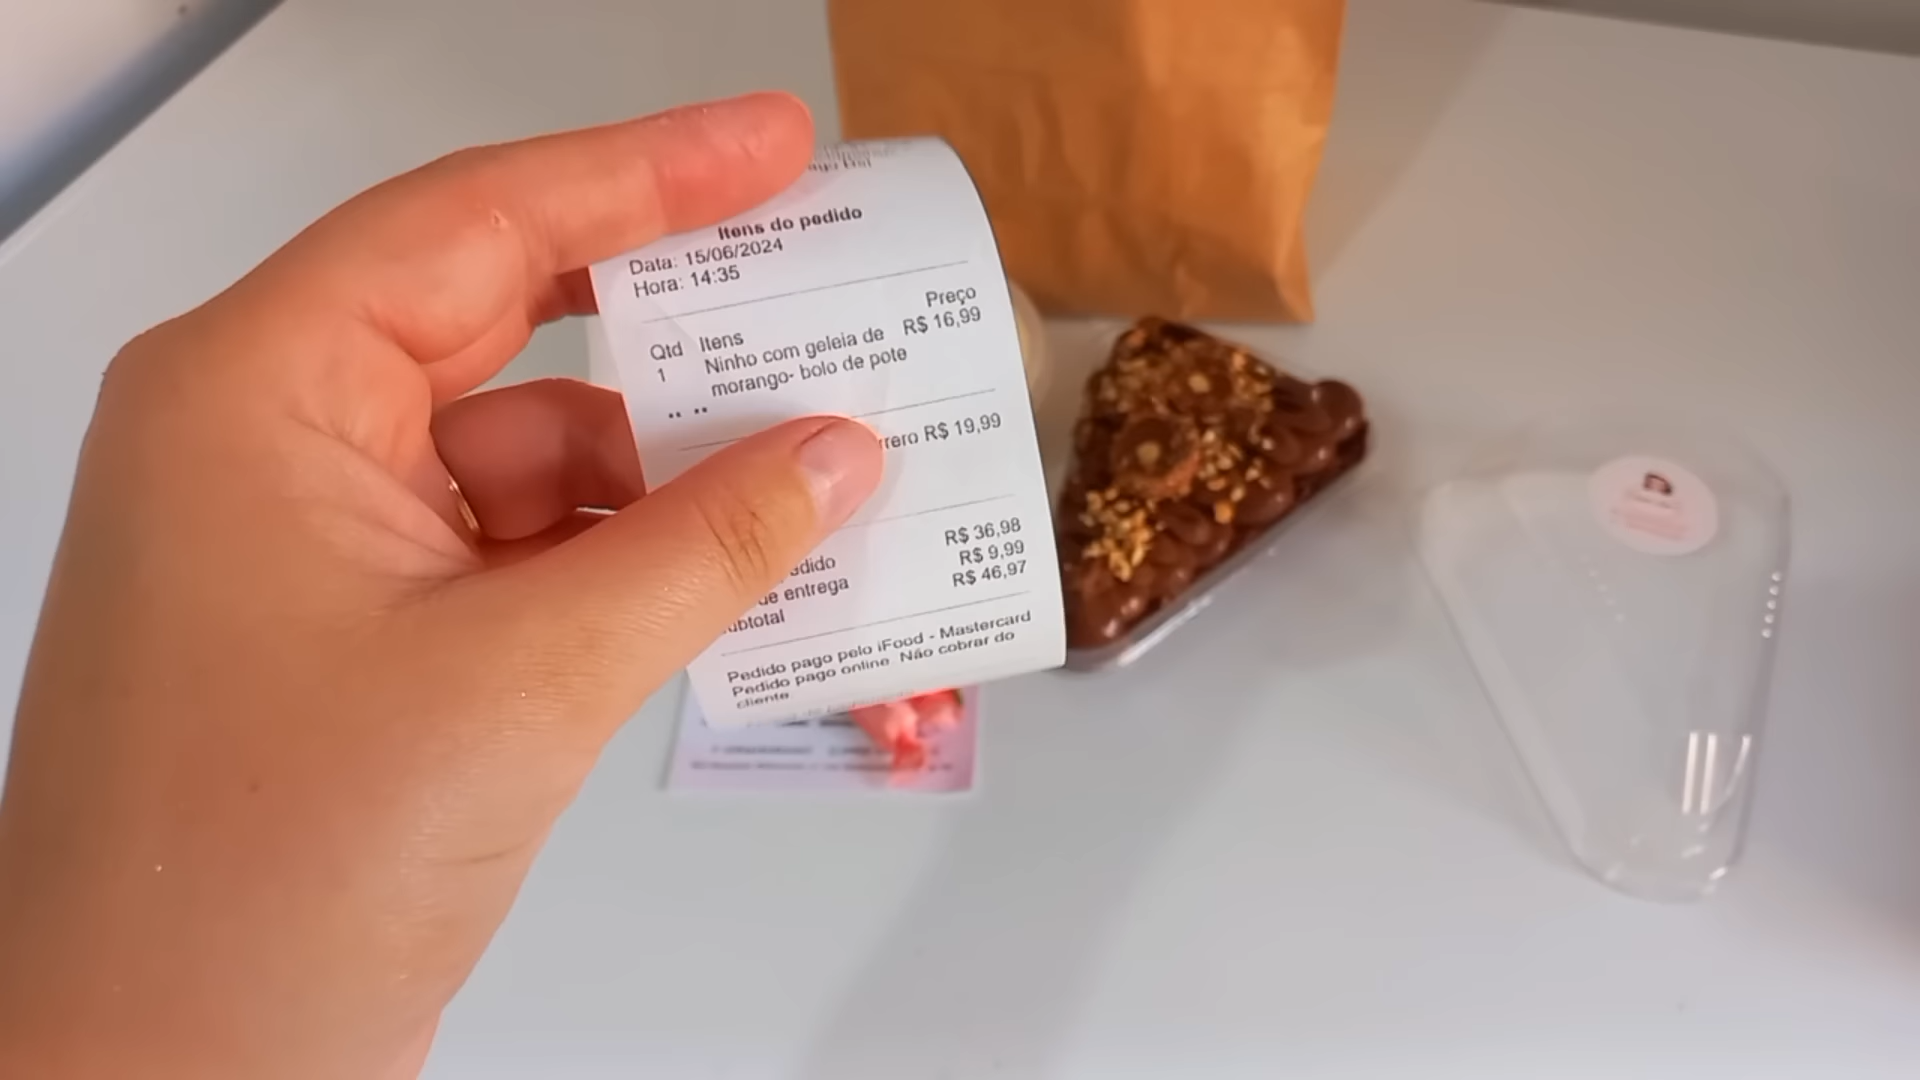 Itens do pedido
Data: 15/06/2024
Hora: 14:35
Preço
Qtd Itens
1 Ninho com geleia de R$ 16,99
morango- bolo de pote
rrero R$ 19,99
R$ 36,98
edido R$ 9,99
de entrega R$ 46,97
ubtotal
Pedido pago pelo iFood - Mastercard
Pedido pago online. Não cobrar do
cliente